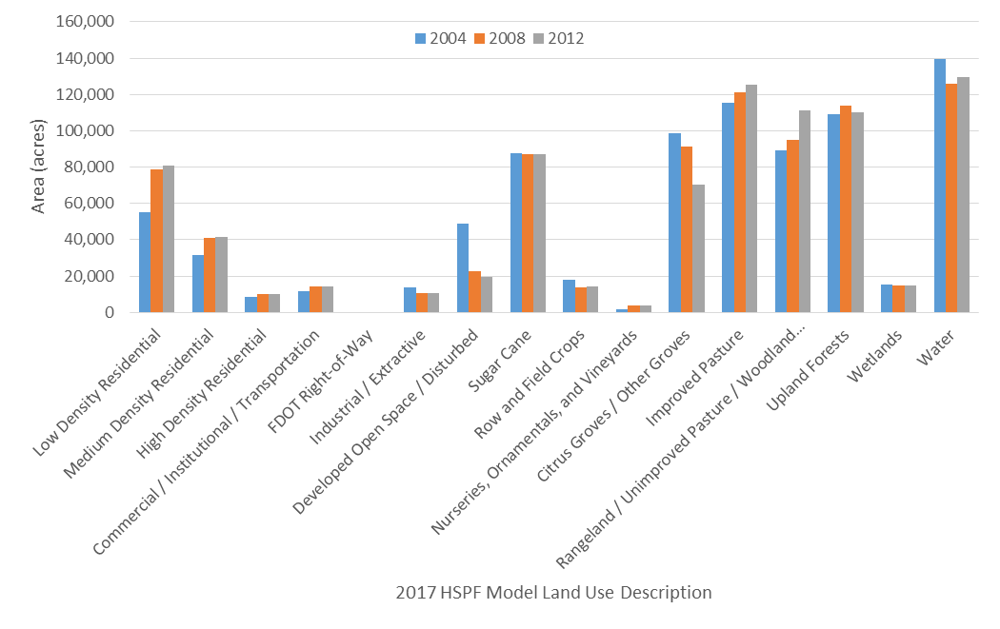 160,000
140,000
120,000
100,000
80,000
60,000
40,000
20,000
0
Area (acres)
2004 2008 2012
Low Density Residential
Medium Density Residential
High Density Residential
Commercial / Institutional / Transportation
FDOT Right-of-Way
Industrial / Extractive
Developed Open Space / Disturbed
Sugar Cane
Row and Field Crops
Nurseries, Ornamentals, and Vineyards
Citrus Groves / Other Groves
Improved Pasture
Rangeland / Unimproved Pasture / Woodland...
Upland Forests
Wetlands
Water
2017 HSPF Model Land Use Description